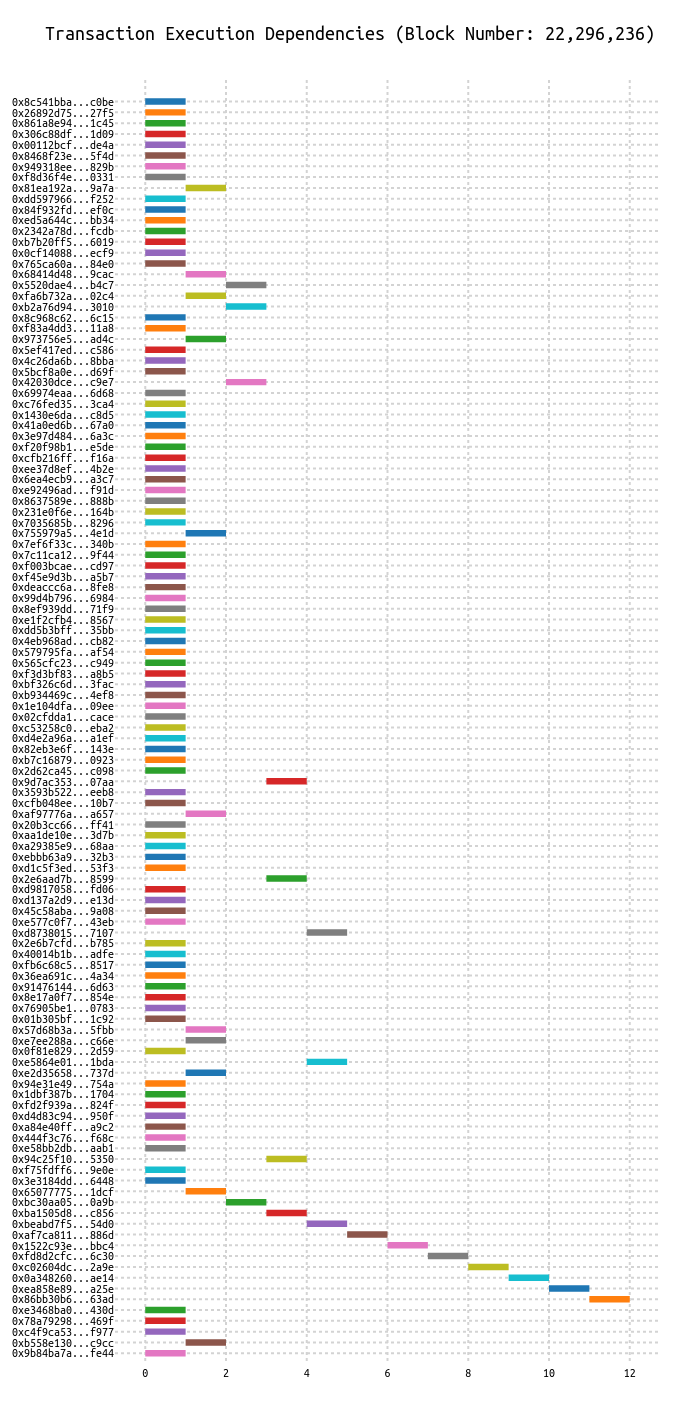 Transaction Execution Dependencies (Block Number: 22,296,236)
0x8c541bba...c0be
0x26892d75...27f5
0x861a8e94...1c45
0x306c88df...1d09
0x00112bcf...de4a
0x8468f23e...5f4d
0x949318ee...829b
0xf8d36f4e...0331
0x81ea192a...9a7a
0xdd597966...f252
0x84f932fd...ef0c
0xed5a644c...bb34
0x2342a78d...fcdb
0xb7b20ff5...6019
0x0cf14088...ecf9
0x765ca60a...84e0
0x68414d48...9cac
0x5520dae4...b4c7
0xfa6b732a...02c4
0xb2a76d94...3010
0x8c968c62...6c15
0xf83a4dd3...11a8
0x973756e5...ad4c
0x5ef417ed...c586
0x4c26da6b...8bba
0x5bcf8a0e...d69f
0x42030dce...c9e7
0x69974eaa...6d68
0xc76fed35...3ca4
0x1430e6da...c8d5
0x41a0ed6b...67a0
0x3e97d484...6a3c
0xf20f98b1...e5de
0xcfb216ff...f16a
0xee37d8ef...4b2e
0x6ea4ecb9...a3c7
0xe92496ad...f91d
0x8637589e...888b
0x231e0f6e...164b
0x7035685b...8296
0x755979a5...4e1d
0x7ef6f33c...340b
0x7c11ca12...9f44
0xf003bcae...cd97
0xf45e9d3b...a5b7
0xdeaccc6a...8fe8
0x99d4b796...6984
0x8ef939dd...71f9
0xe1f2cfb4...8567
0xdd5b3bff...35bb
0x4eb968ad...cb82
0x579795fa...af54
0x565cfc23...c949
0xf3d3bf83...a8b5
0xbf326c6d...3fac
0xb934469c...4ef8
0x1e104dfa...09ee
0x02cfdda1...cace
0xc53258c0...eba2
0xd4e2a96a...a1ef
0x82eb3e6f...143e
0xb7c16879...0923
0x2d62ca45...c098
0x9d7ac353...07aa
0x3593b522...eeb8
0xcfb048ee...10b7
0xaf97776a...a657
0x20b3cc66...ff41
0xaa1de10e...3d7b
0xa29385e9...68aa
0xebbb63a9...32b3
0xd1c5f3ed...53f3
0x2e6aad7b...8599
0xd9817058...fd06
0xd137a2d9...e13d
0x45c58aba...9a08
0xe577c0f7...43eb
0xd8738015...7107
0x2e6b7cfd...b785
0x40014b1b...adfe
0xfb6c68c5...8517
0x36ea691c...4a34
0x91476144...6d63
0x8e17a0f7...854e
0x76905be1...0783
0x01b305bf...1c92
0x57d68b3a...5fbb
0xe7ee288a...c66e
0x0f81e829...2d59
0xe5864e01...1bda
0xe2d35658...737d
0x94e31e49...754a
0x1dbf387b...1704
0xfd2f939a...824f
0xd4d83c94...950f
0xa84e40ff...a9c2
0x444f3c76...f68c
0xe58bb2db...aab1
0x94c25f10...5350
0xf75fdff6...9e0e
0x3e3184dd...6448
0x65077775...1dcf
0xbc30aa05...0a9b
0xba1505d8...c856
0xbeabd7f5...54d0
0xaf7ca811...886d
0x1522c93e...bbc4
0xfd8d2cfc...6c30
0xc02604dc...2a9e
0x0a348260...ae14
0xea858e89...a25e
0x86bb30b6...63ad
0xe3468ba0...430d
0x78a79298...469f
0xc4f9ca53...f977
0xb558e130...c9cc
0x9b84ba7a...fe44
0 2 4 6 8 10 12